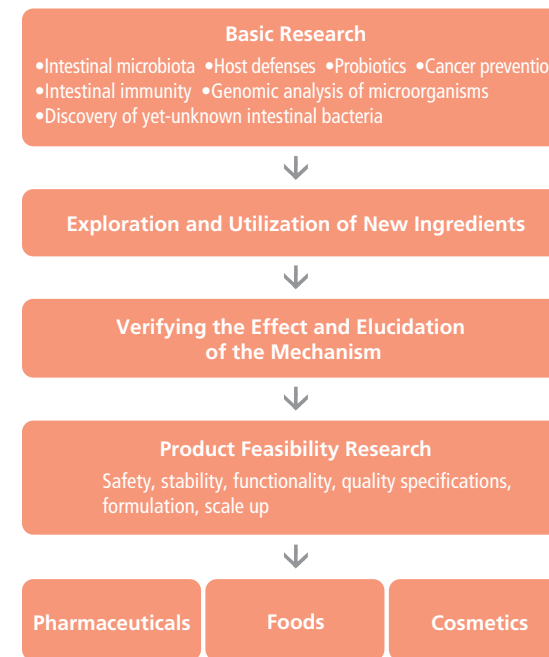 Basic Research
•Intestinal microbiota •Host defenses •Probiotics •Cancer preventio
•Intestinal immunity •Genomic analysis of microorganisms
•Discovery of yet-unknown intestinal bacteria
Exploration and Utilization of New Ingredients
Verifying the Effect and Elucidation
of the Mechanism
Product Feasibility Research
Safety, stability, functionality, quality specifications,
formulation, scale up
Pharmaceuticals Foods Cosmetics